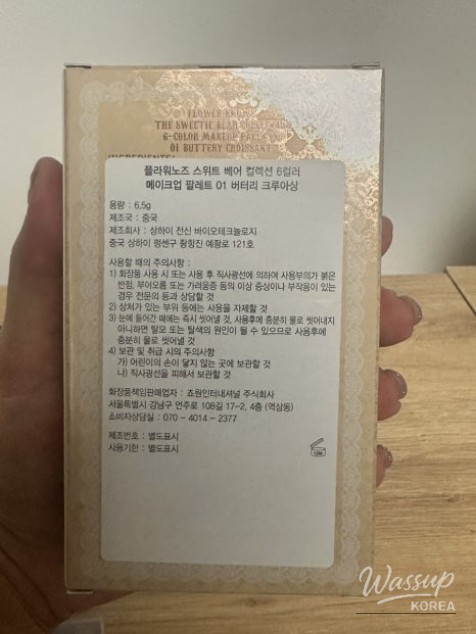 FLOWER KNOWS
THE SWEETIE BEAR COLLECTION
6-COLOR MAKEUP PALETTE
01 BUTTERY CROISSANT
INGREDIENTS:
플라워노즈 스위트 베어 컬렉션 6컬러
메이크업 팔레트 01 버터리 크루아상
용량 : 6.5g
제조국 : 중국
제조회사 : 상하이 전신 바이오테크놀로지
중국 상하이 펑센구 황창진 예왕로 121호
사용할 때의 주의사항 :
1) 화장품 사용 시 또는 사용 후 직사광선에 의하여 사용부위가 붉은
반점, 부어오름 또는 가려움증 등의 이상 증상이나 부작용이 있는
경우 전문의 등과 상담할 것
2) 상처가 있는 부위 등에는 사용을 자제할 것
3) 눈에 들어간 때에는 즉시 씻어낼 것, 사용후에 충분히 물로 씻어내지
아니하면 탈모 또는 탈색의 원인이 될 수 있으므로 사용후에
충분히 물로 씻어낼 것
4) 보관 및 취급 시의 주의사항
가) 어린이의 손이 닿지 않는 곳에 보관할 것
나) 직사광선을 피해서 보관할 것
화장품책임판매업자 : 죠원인터내셔널 주식회사
서울특별시 강남구 언주로 108길 17-2, 4층 (역삼동)
소비자상담실 : 070 - 4014 - 2377
제조번호 : 별도표시
사용기한 : 별도표시
12M
Wassup
KOREA